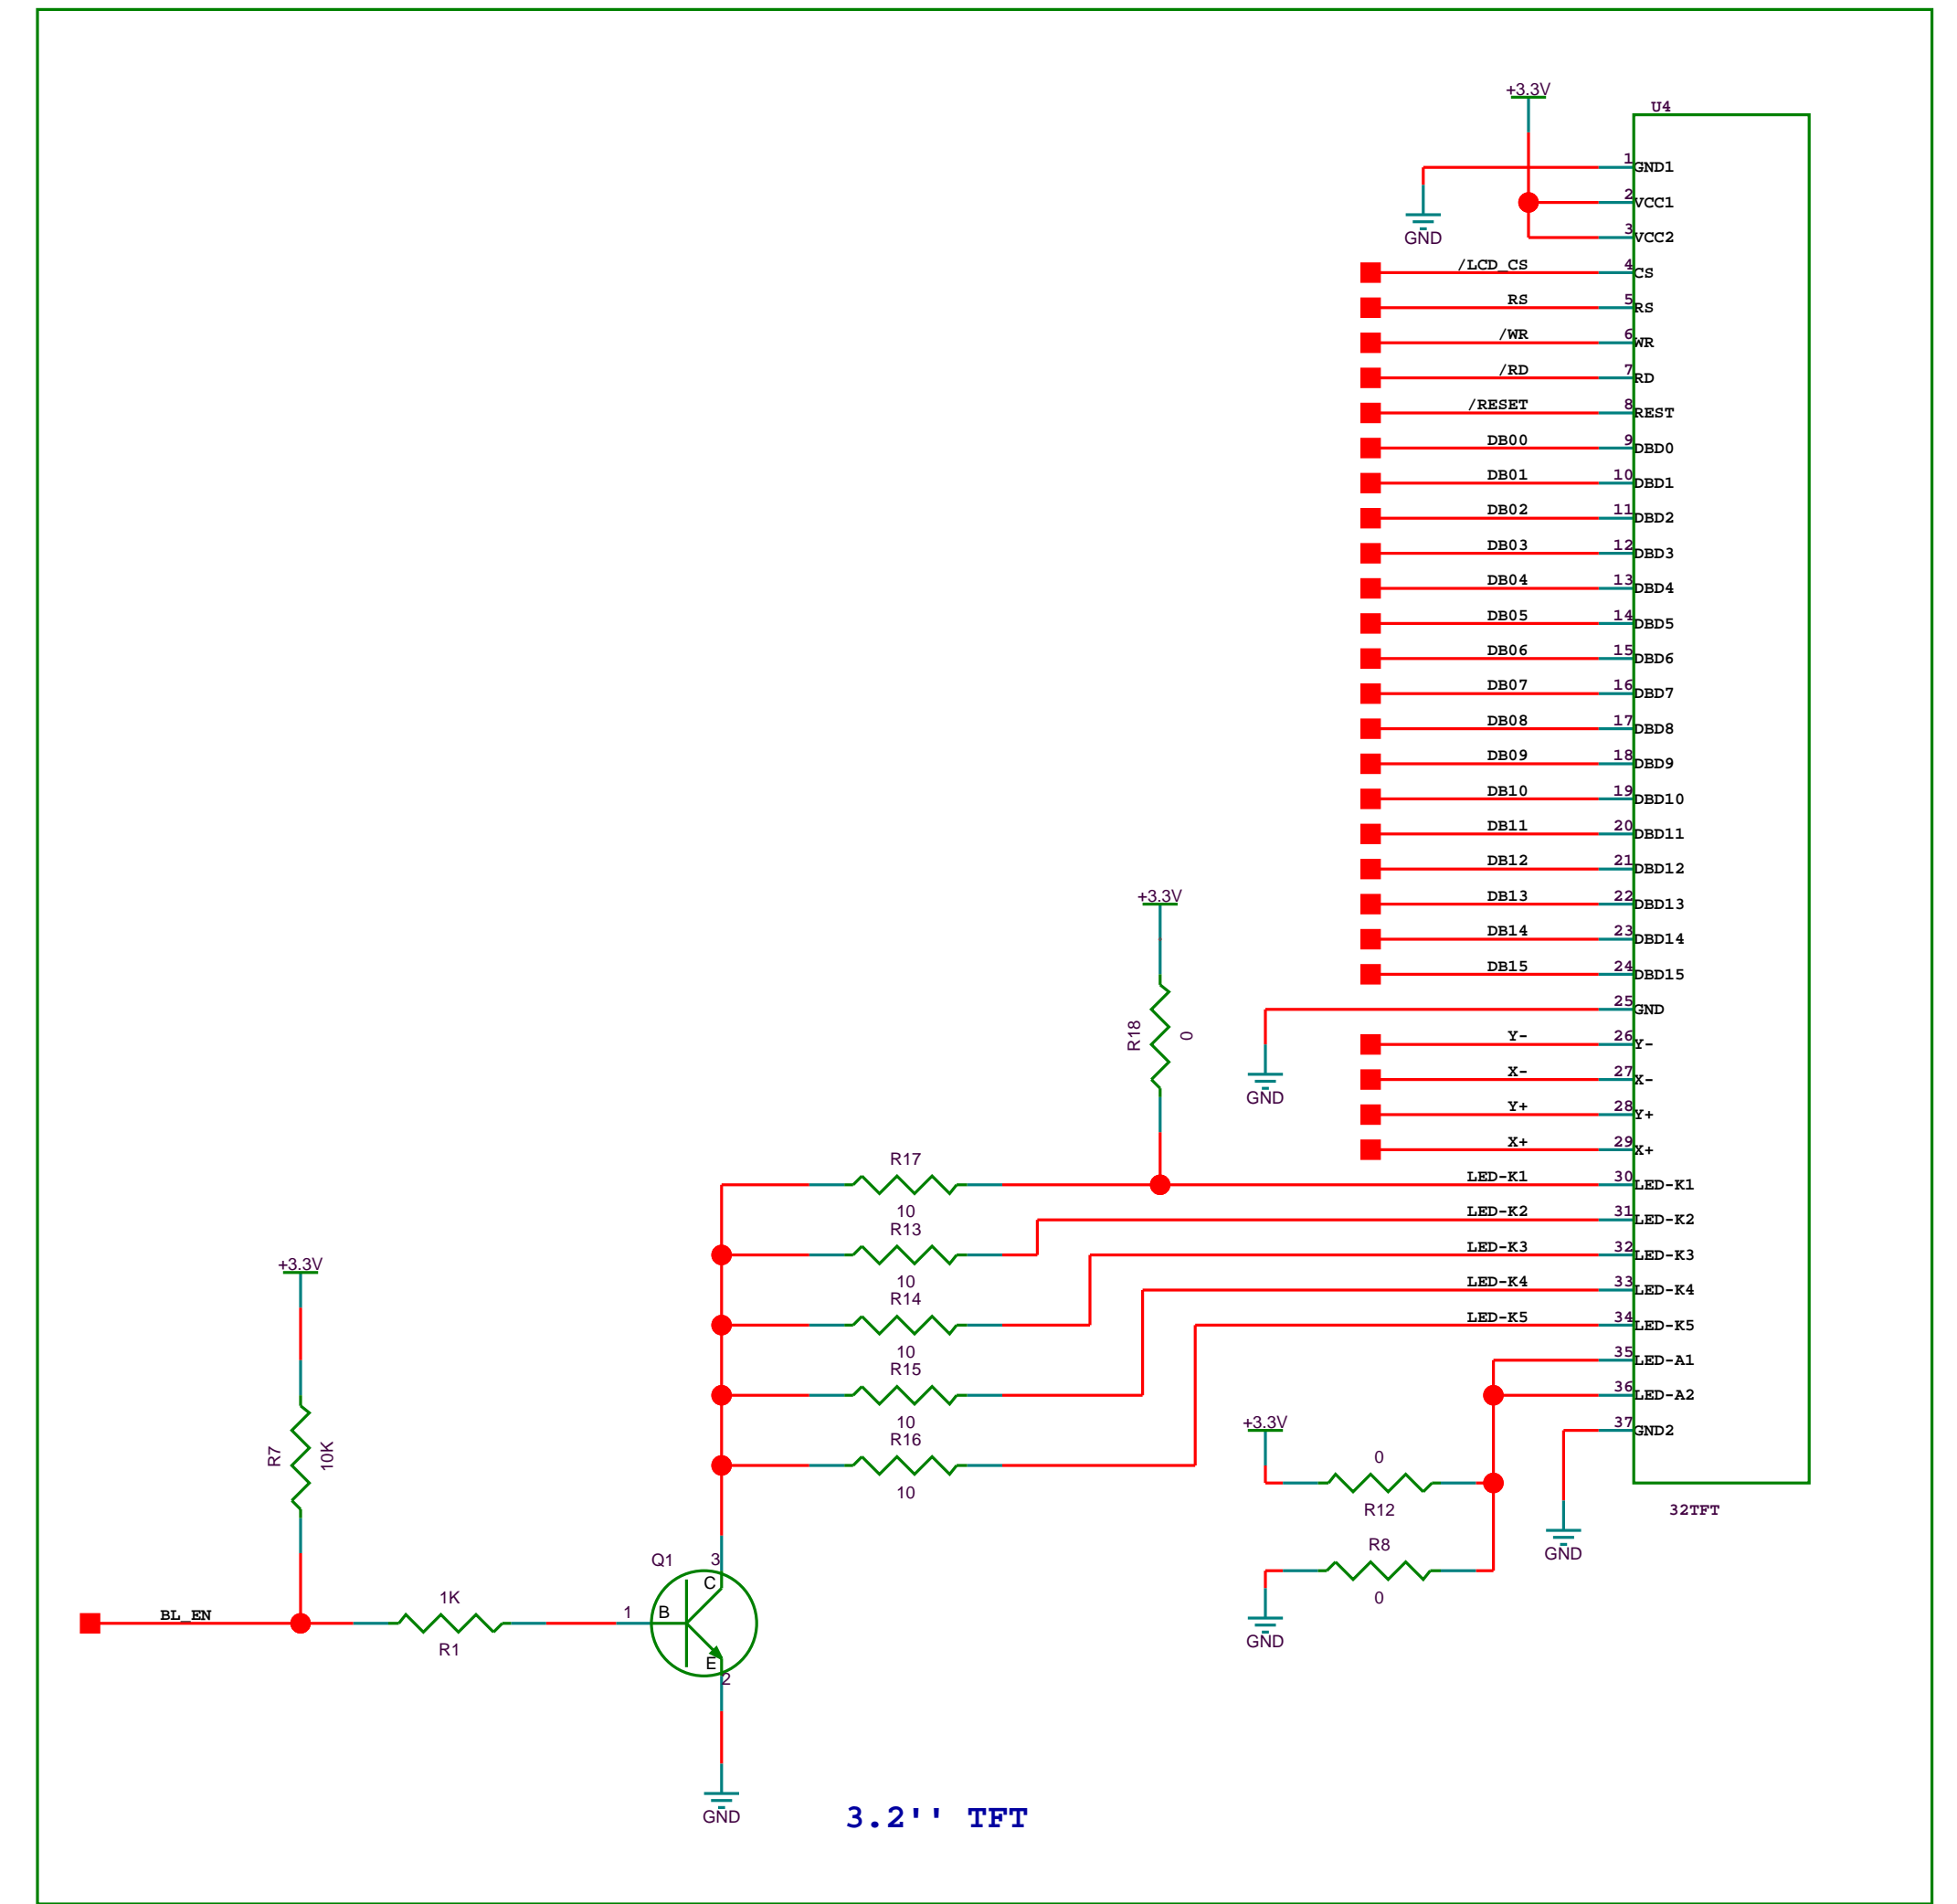 +3.3V
U4
1 GND1
2 VCC1
3 VCC2
GND
/LCD_CS 4 CS
RS 5 RS
/WR 6 WR
/RD 7 RD
/RESET 8 REST
DB00 9 DBD0
DB01 10 DBD1
DB02 11 DBD2
DB03 12 DBD3
DB04 13 DBD4
DB05 14 DBD5
DB06 15 DBD6
DB07 16 DBD7
DB08 17 DBD8
DB09 18 DBD9
DB10 19 DBD10
DB11 20 DBD11
DB12 21 DBD12
+3.3V
DB13 22 DBD13
DB14 23 DBD14
DB15 24 DBD15
25 GND
R18 0
Y- 26 Y-
X- 27 X-
GND
Y+ 28 Y+
X+ 29 X+
R17
LED-K1 30 LED-K1
10
LED-K2 31 LED-K2
R13
LED-K3 32 LED-K3
+3.3V
10
LED-K4 33 LED-K4
R14
LED-K5 34 LED-K5
10
35 LED-A1
R15
36 LED-A2
10
+3.3V
37 GND2
R16
R7 10K
0
10
R12
32TFT
R8
GND
Q1 3
C
0
1K
BL_EN
1 B
R1
GND
E
2
GND
3.2'' TFT